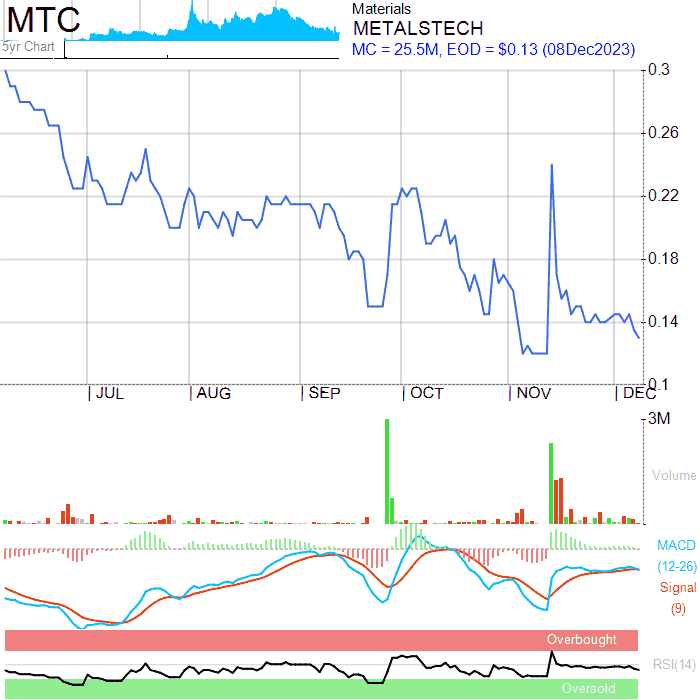 MTC
5yr Chart
Materials
METALSTECH
MC = 25.5M, EOD = $0.13 (08Dec2023)
0.3
0.26
0.22
0.18
0.14
0.1
JUL AUG SEP OCT NOV DEC
3M
Volume
MACD
(12-26)
Signal
(9)
Overbought
RSI(14)
Oversold